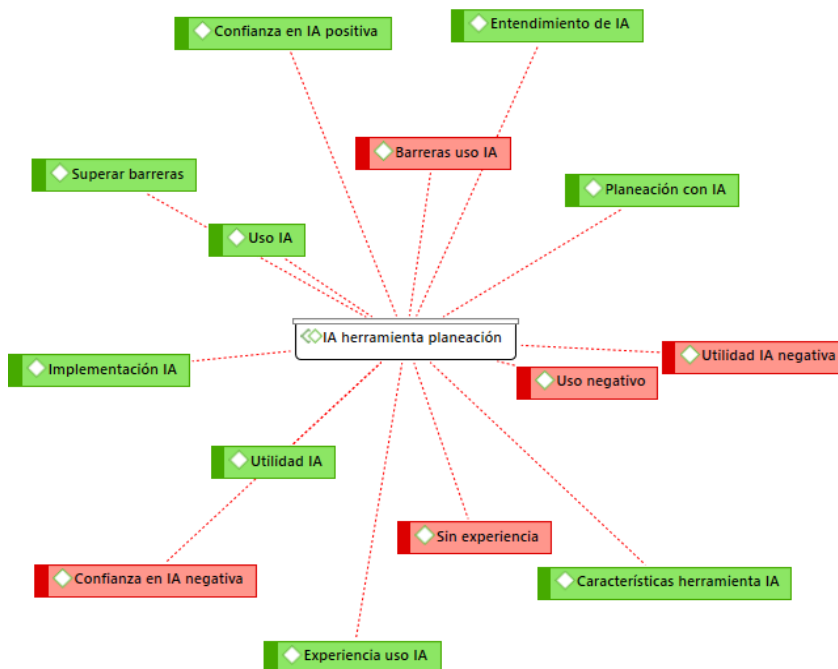 Confianza en IA positiva
Entendimiento de IA
Barreras uso IA
Superar barreras
Planeación con IA
Uso IA
IA herramienta planeación
Utilidad IA negativa
Implementación IA
Uso negativo
Utilidad IA
Sin experiencia
Confianza en IA negativa
Características herramienta IA
Experiencia uso IA